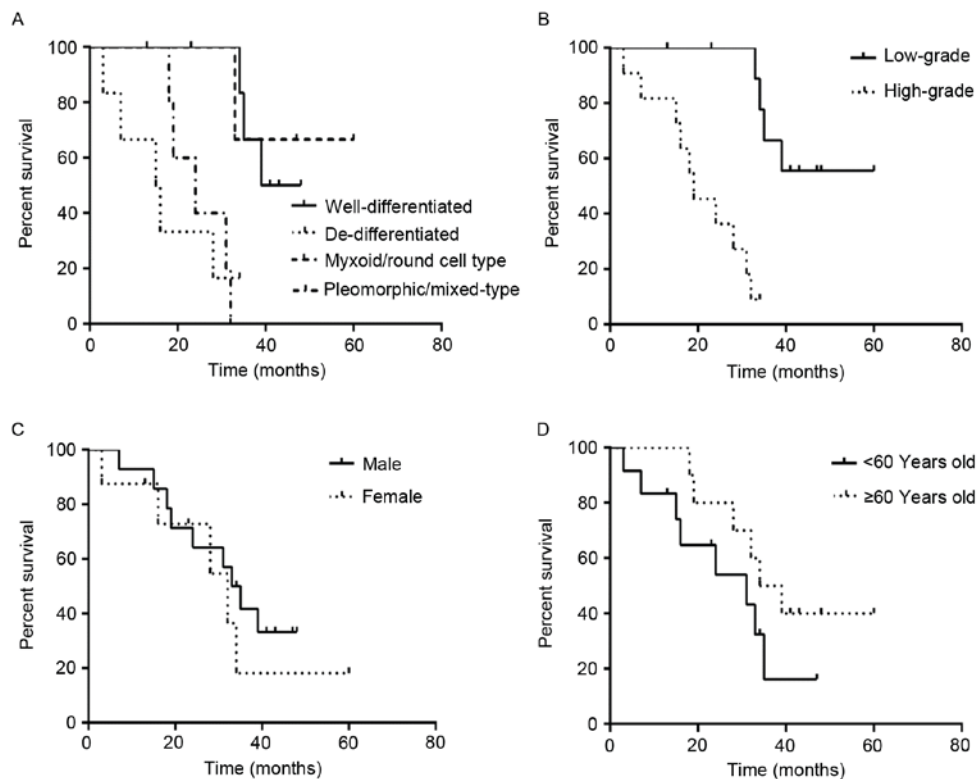 A
100
80
60
40
20
0
Percent survival
0 20 40 60 80
Time (months)
Well-differentiated
De-differentiated
Myxoid/round cell type
Pleomorphic/mixed-type
B
100
80
60
40
20
0
Percent survival
0 20 40 60 80
Time (months)
Low-grade
High-grade
C
100
80
60
40
20
0
Percent survival
0 20 40 60 80
Time (months)
Male
Female
D
100
80
60
40
20
0
Percent survival
0 20 40 60 80
Time (months)
<60 Years old
≥60 Years old